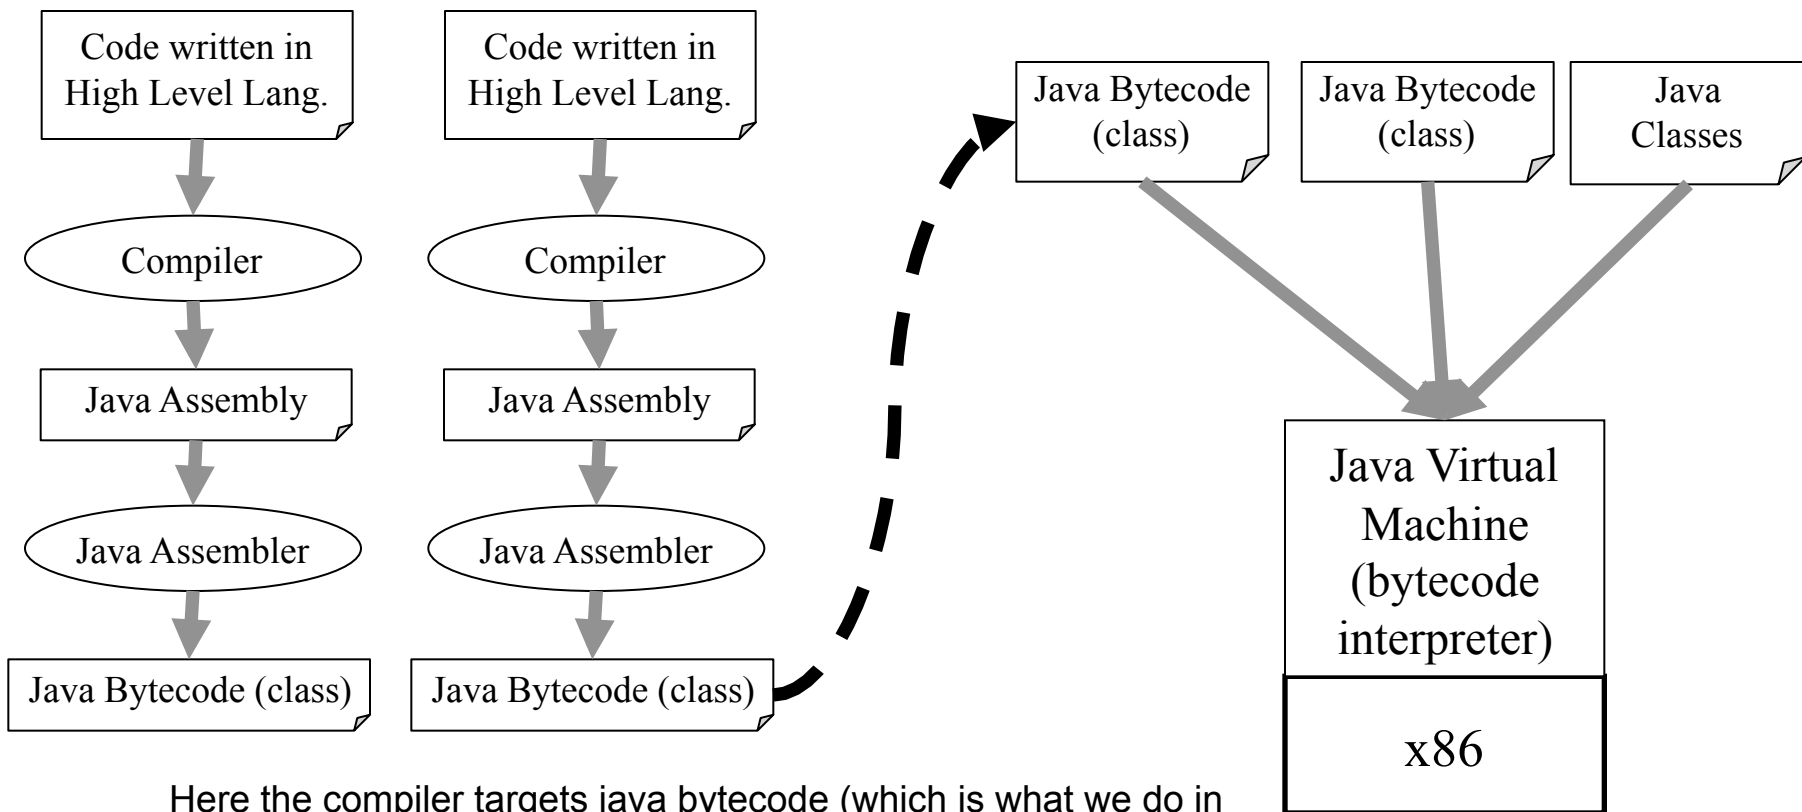 Code written in
High Level Lang.
Compiler
Java Assembly
Java Assembler
Java Bytecode (class)
Code written in
High Level Lang.
Compiler
Java Assembly
Java Assembler
Java Bytecode (class)
Java Bytecode
(class)
Java Bytecode
(class)
Java
Classes
Java Virtual
Machine
(bytecode
interpreter)
x86
Here the compiler targets java bytecode (which is what we do in